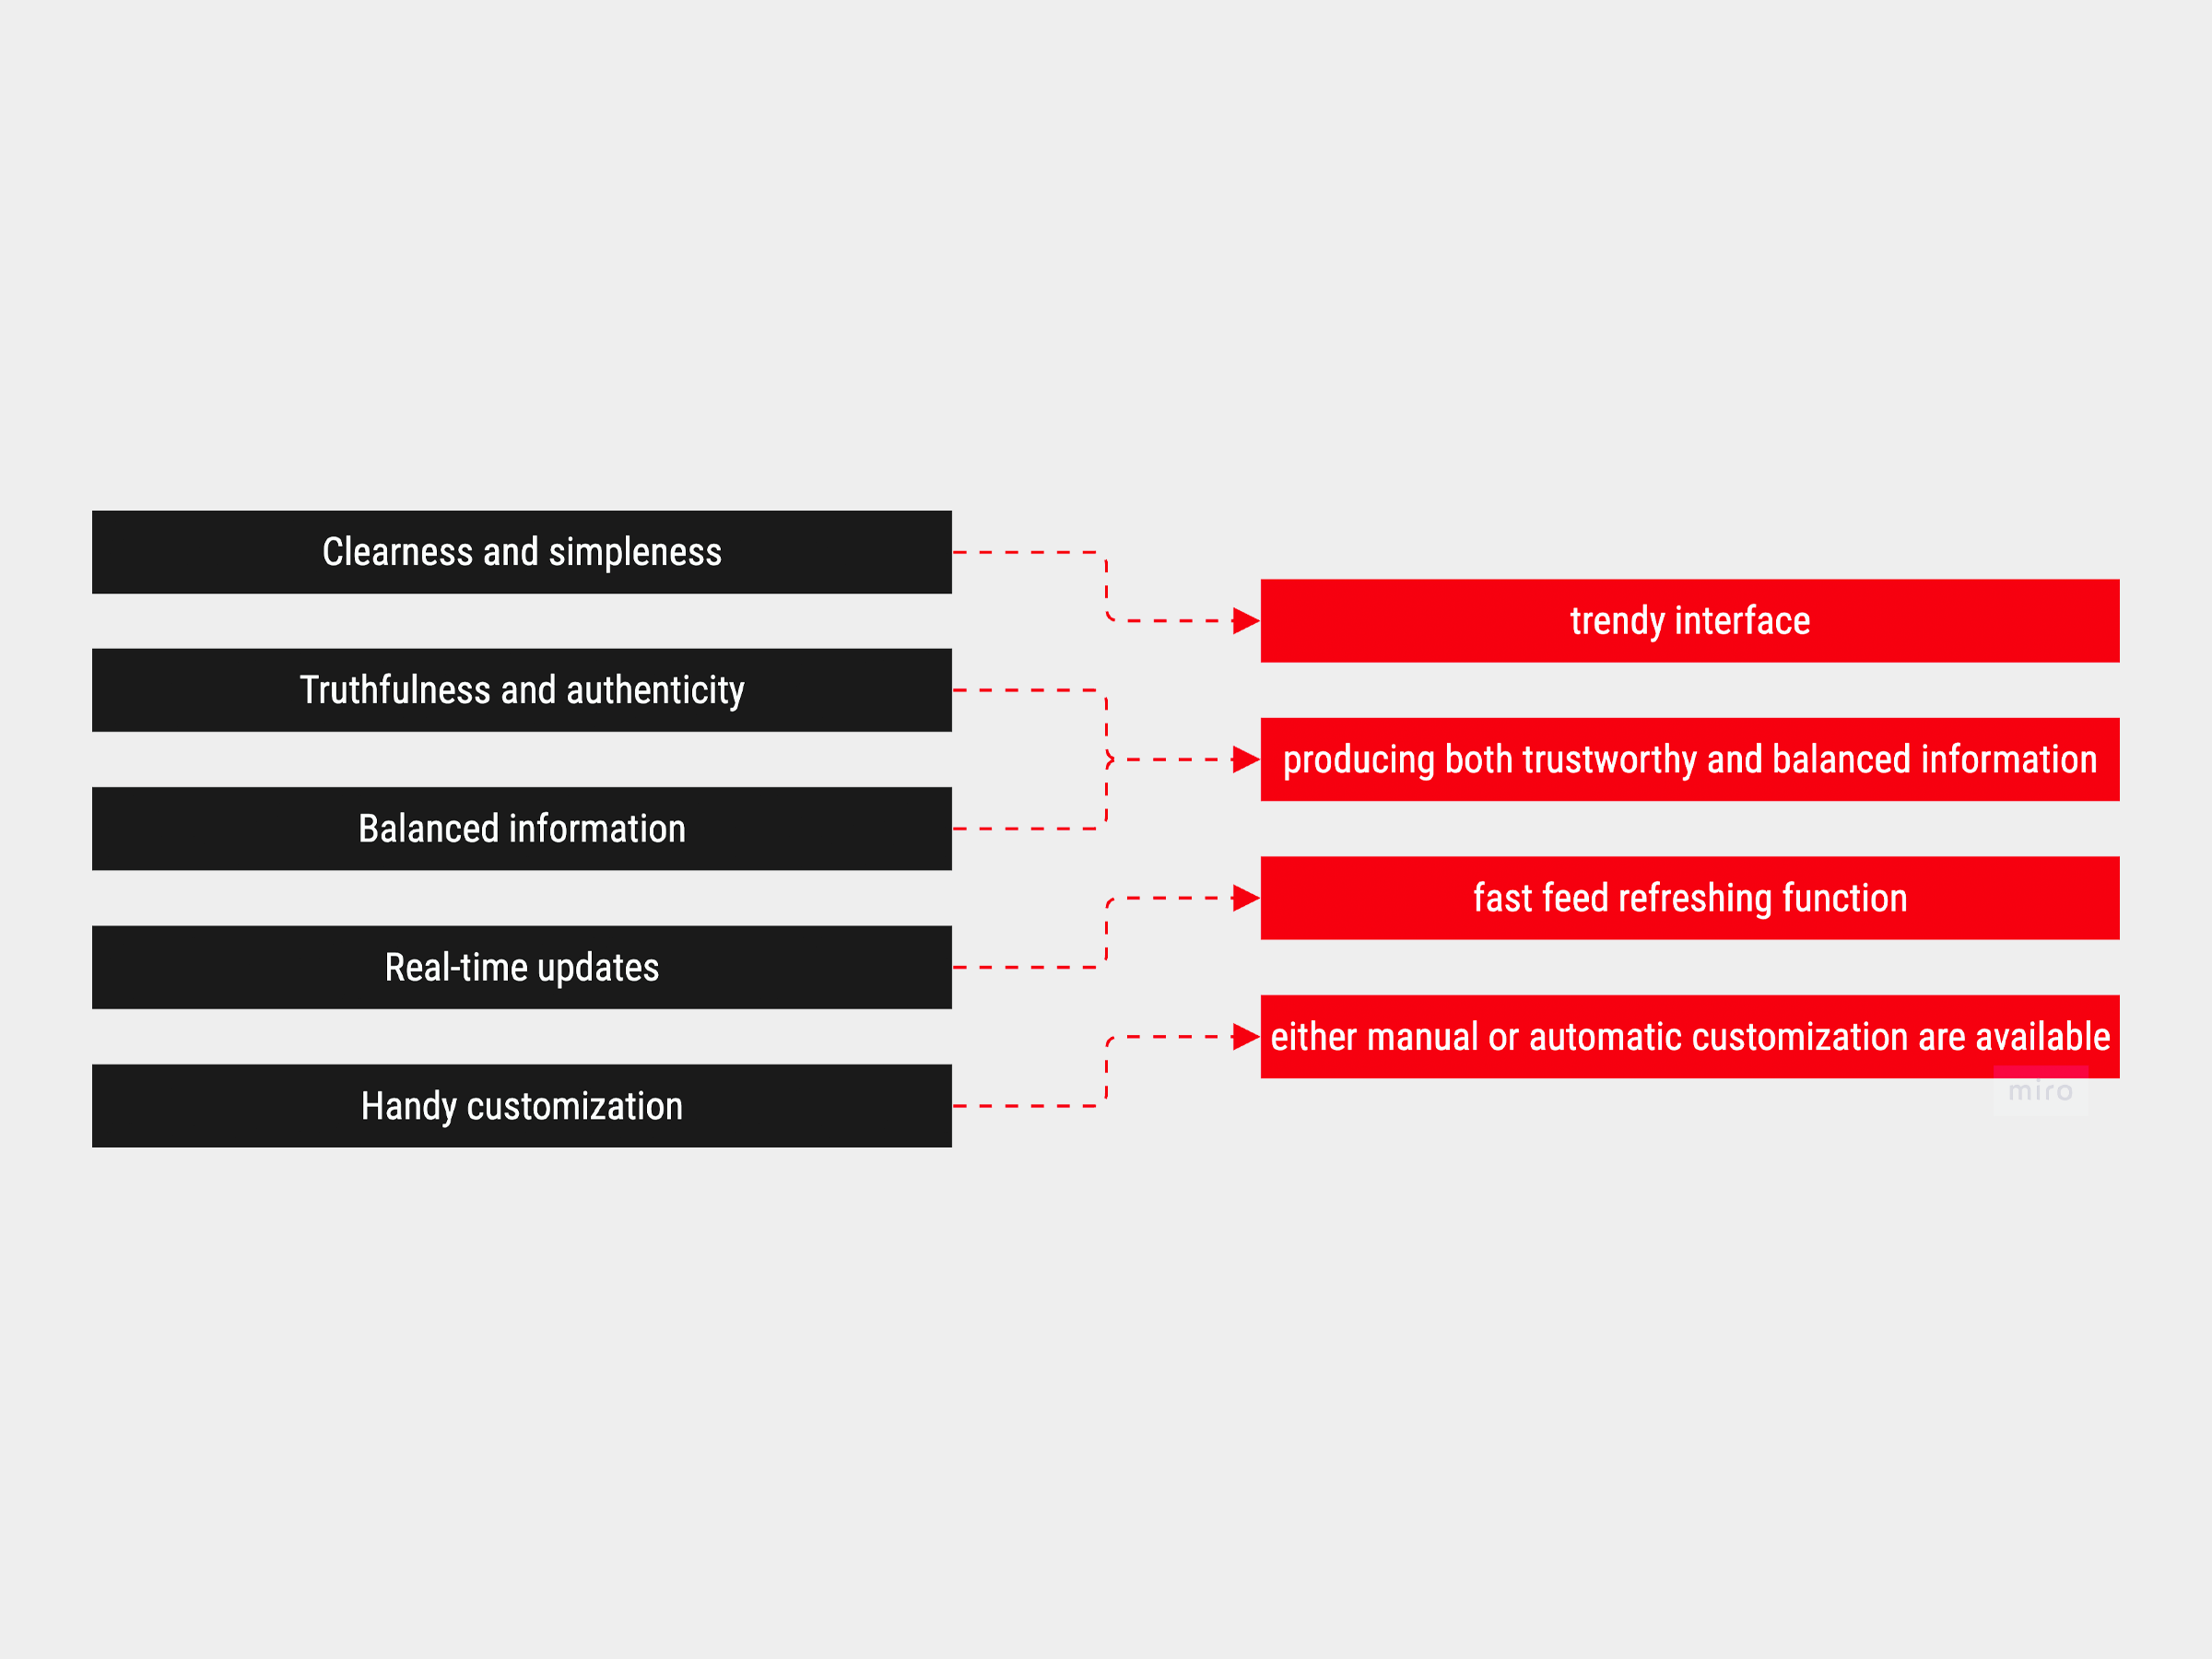 Clearness and simpleness
Truthfulness and authenticity
Balanced information
Real-time updates
Handy customization
trendy interface
producing both trustworthy and balanced information
fast feed refreshing function
either manual or automatic customization are available
miro